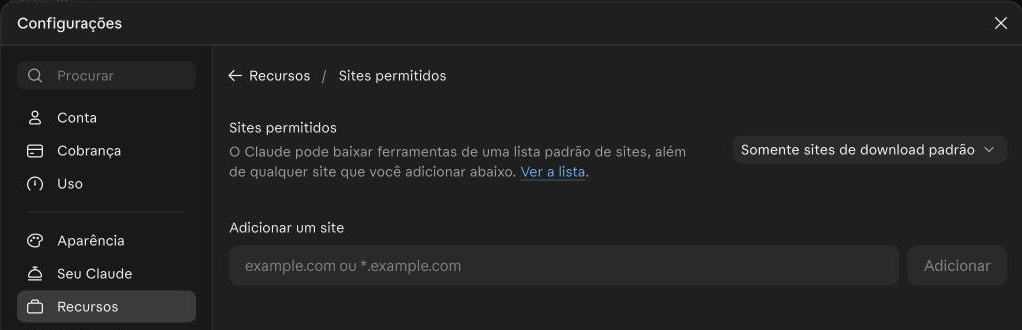 Configurações
Procurar
Conta
Cobrança
Uso
Aparência
Seu Claude
Recursos
Recursos / Sites permitidos
Sites permitidos
O Claude pode baixar ferramentas de uma lista padrão de sites, além
de qualquer site que você adicionar abaixo. Ver a lista.
Somente sites de download padrão
Adicionar um site
example.com ou *.example.com
Adicionar